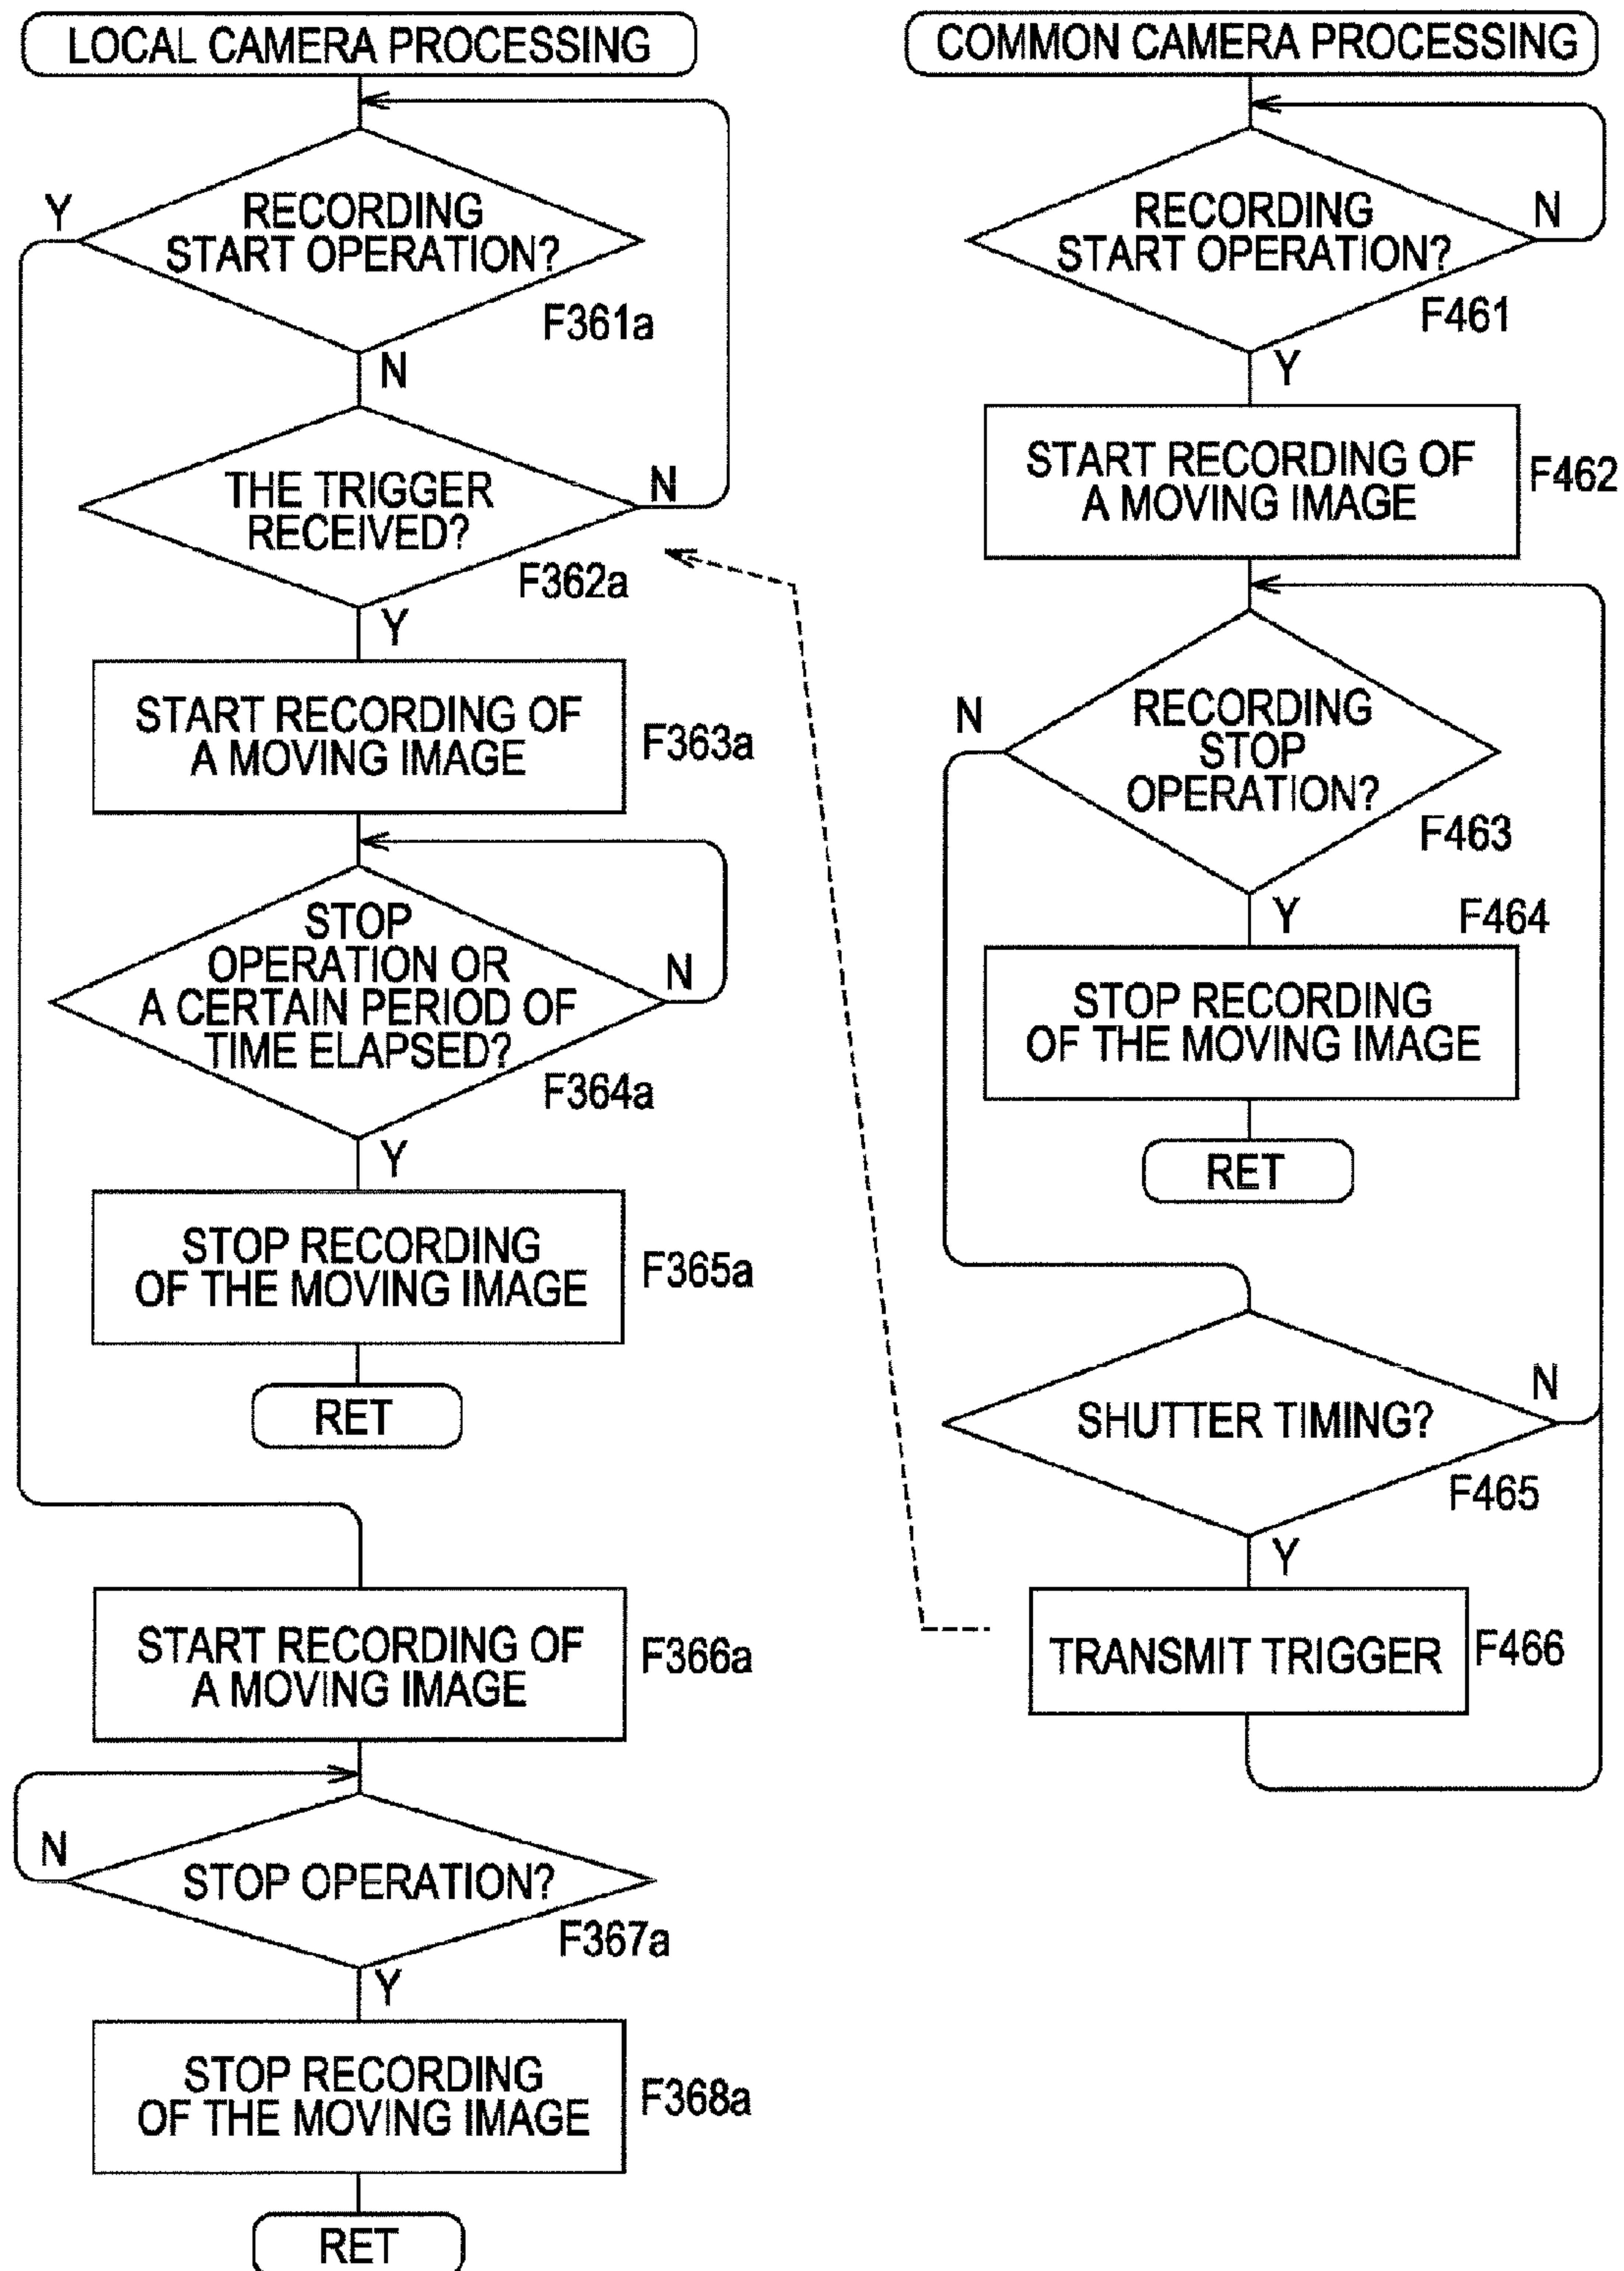 LOCAL CAMERA PROCESSING
Y
RECORDING
START OPERATION?
F361a
N
THE TRIGGER
RECEIVED?
N
F362a
Y
START RECORDING OF
A MOVING IMAGE
F363a
STOP
OPERATION OR
A CERTAIN PERIOD OF
TIME ELAPSED?
N
F364a
Y
STOP RECORDING
OF THE MOVING IMAGE
F365a
RET
START RECORDING OF
A MOVING IMAGE
F366a
N
STOP OPERATION?
F367a
Y
STOP RECORDING
OF THE MOVING IMAGE
F368a
RET
COMMON CAMERA PROCESSING
RECORDING
START OPERATION?
N
F461
Y
START RECORDING OF
A MOVING IMAGE
F462
N
RECORDING
STOP
OPERATION?
F463
Y
F464
STOP RECORDING
OF THE MOVING IMAGE
RET
SHUTTER TIMING?
N
F465
Y
TRANSMIT TRIGGER
F466